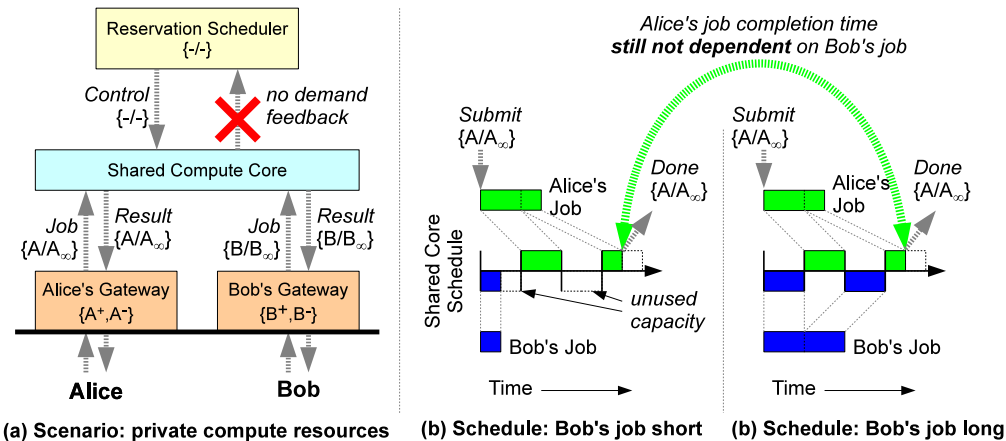 Reservation Scheduler
{-/-}
Control
{-/-}
no demand
feedback
Shared Compute Core
Job
{A/A∞}
Result
{A/A∞}
Job
{B/B∞}
Result
{B/B∞}
Alice's Gateway
{A⁺,A⁻}
Bob's Gateway
{B⁺,B⁻}
Alice
Bob
(a) Scenario: private compute resources
Alice's job completion time
still not dependent on Bob's job
Submit
{A/A∞}
Alice's
Job
Done
{A/A∞}
Shared Core
Schedule
unused
capacity
Bob's Job
Time
(b) Schedule: Bob's job short
Submit
{A/A∞}
Alice's
Job
Done
{A/A∞}
Bob's Job
Time
(b) Schedule: Bob's job long